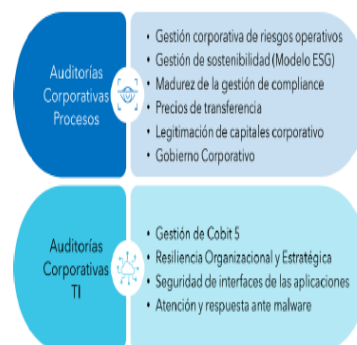 Auditorías
Corporativas
Procesos
• Gestión corporativa de riesgos operativos
• Gestión de sostenibilidad (Modelo ESG)
• Madurez de la gestión de compliance
• Precios de transferencia
• Legitimación de capitales corporativo
• Gobierno Corporativo
Auditorías
Corporativas
TI
• Gestión de Cobit 5
• Resiliencia Organizacional y Estratégica
• Seguridad de interfaces de las aplicaciones
• Atención y respuesta ante malware